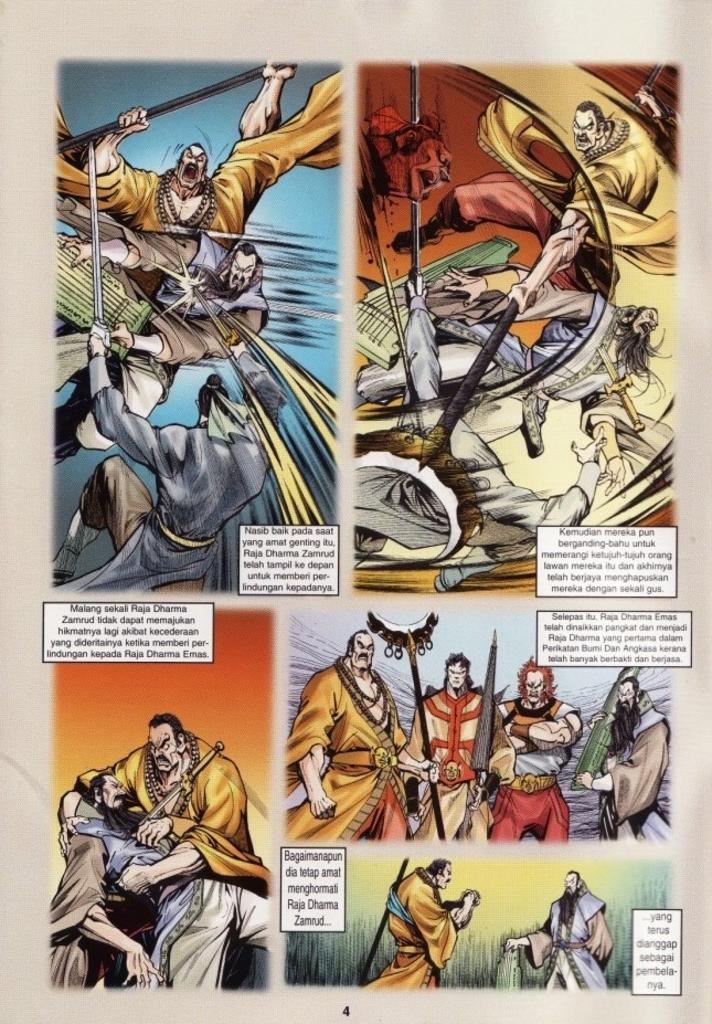 Nasib baik pada saat
yang amat genting itu,
Raja Dharma Zamrud
telah tampil ke depan
untuk memberi per-
lindungan kepadanya.
Kemudian mereka pun
berganding-bahu untuk
memerangi ketujuh-tujuh orang
lawan mereka itu dan akhirnya
telah berjaya menghapuskan
mereka dengan sekali gus.
Malang sekali Raja Dharma
Zamrud tidak dapat memajukan
hikmatnya lagi akibat kecederaan
yang dideritainya ketika memberi per-
lindungan kepada Raja Dharma Emas.
Selepas itu, Raja Dharma Emas
telah dinaikkan pangkat dan menjadi
Raja Dharma yang pertama dalam
Perikatan Bumi Dan Angkasa kerana
telah banyak berbakti dan berjasa.
Bagaimanapun
dia tetap amat
menghormati
Raja Dharma
Zamrud...
...yang
terus
dianggap
sebagai
pembela-
nya.
4